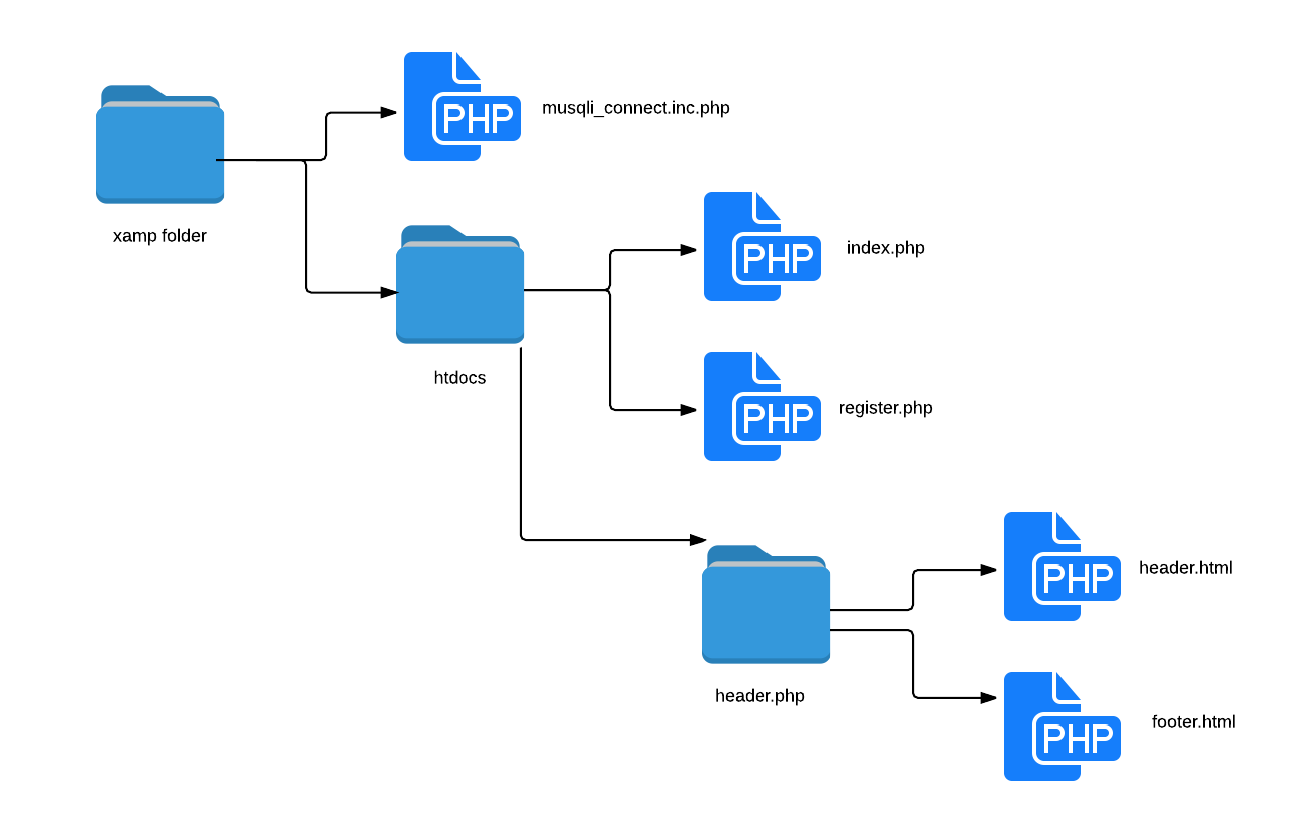 PHP
musqli_connect.inc.php
xamp folder
PHP
index.php
htdocs
PHP
register.php
PHP
header.html
header.php
PHP
footer.html